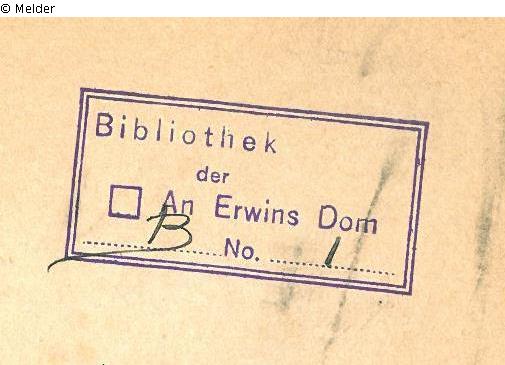 © Melder
Bibliothek
der
□ An Erwins Dom
B No. 1